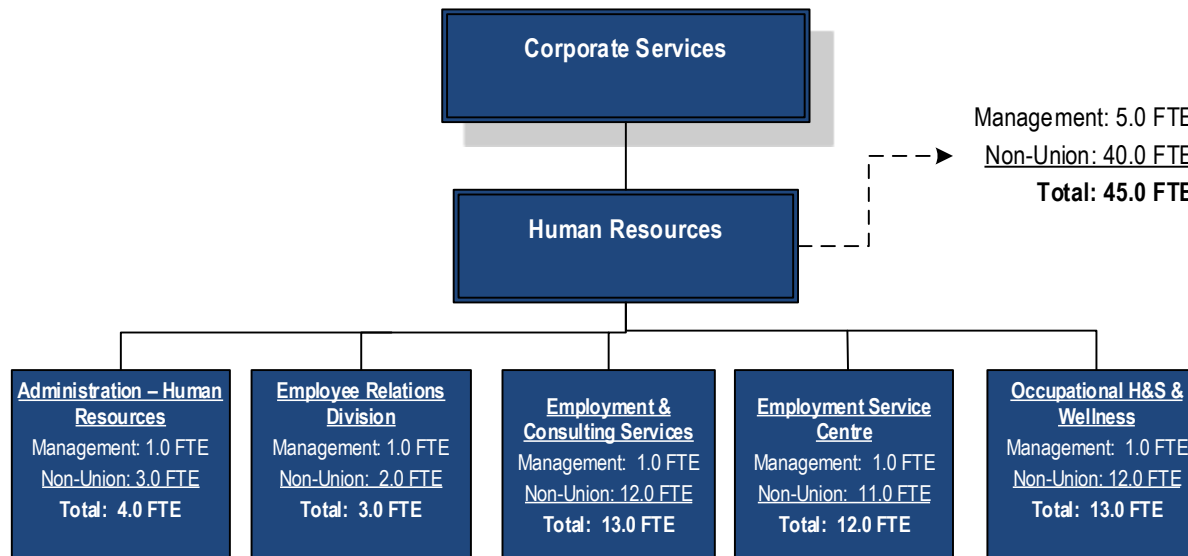 Corporate Services
Management: 5.0 FTE
Non-Union: 40.0 FTE
Total: 45.0 FTE
Human Resources
Administration – Human
Resources
Management: 1.0 FTE
Non-Union: 3.0 FTE
Total: 4.0 FTE
Employee Relations
Division
Management: 1.0 FTE
Non-Union: 2.0 FTE
Total: 3.0 FTE
Employment &
Consulting Services
Management: 1.0 FTE
Non-Union: 12.0 FTE
Total: 13.0 FTE
Employment Service
Centre
Management: 1.0 FTE
Non-Union: 11.0 FTE
Total: 12.0 FTE
Occupational H&S &
Wellness
Management: 1.0 FTE
Non-Union: 12.0 FTE
Total: 13.0 FTE